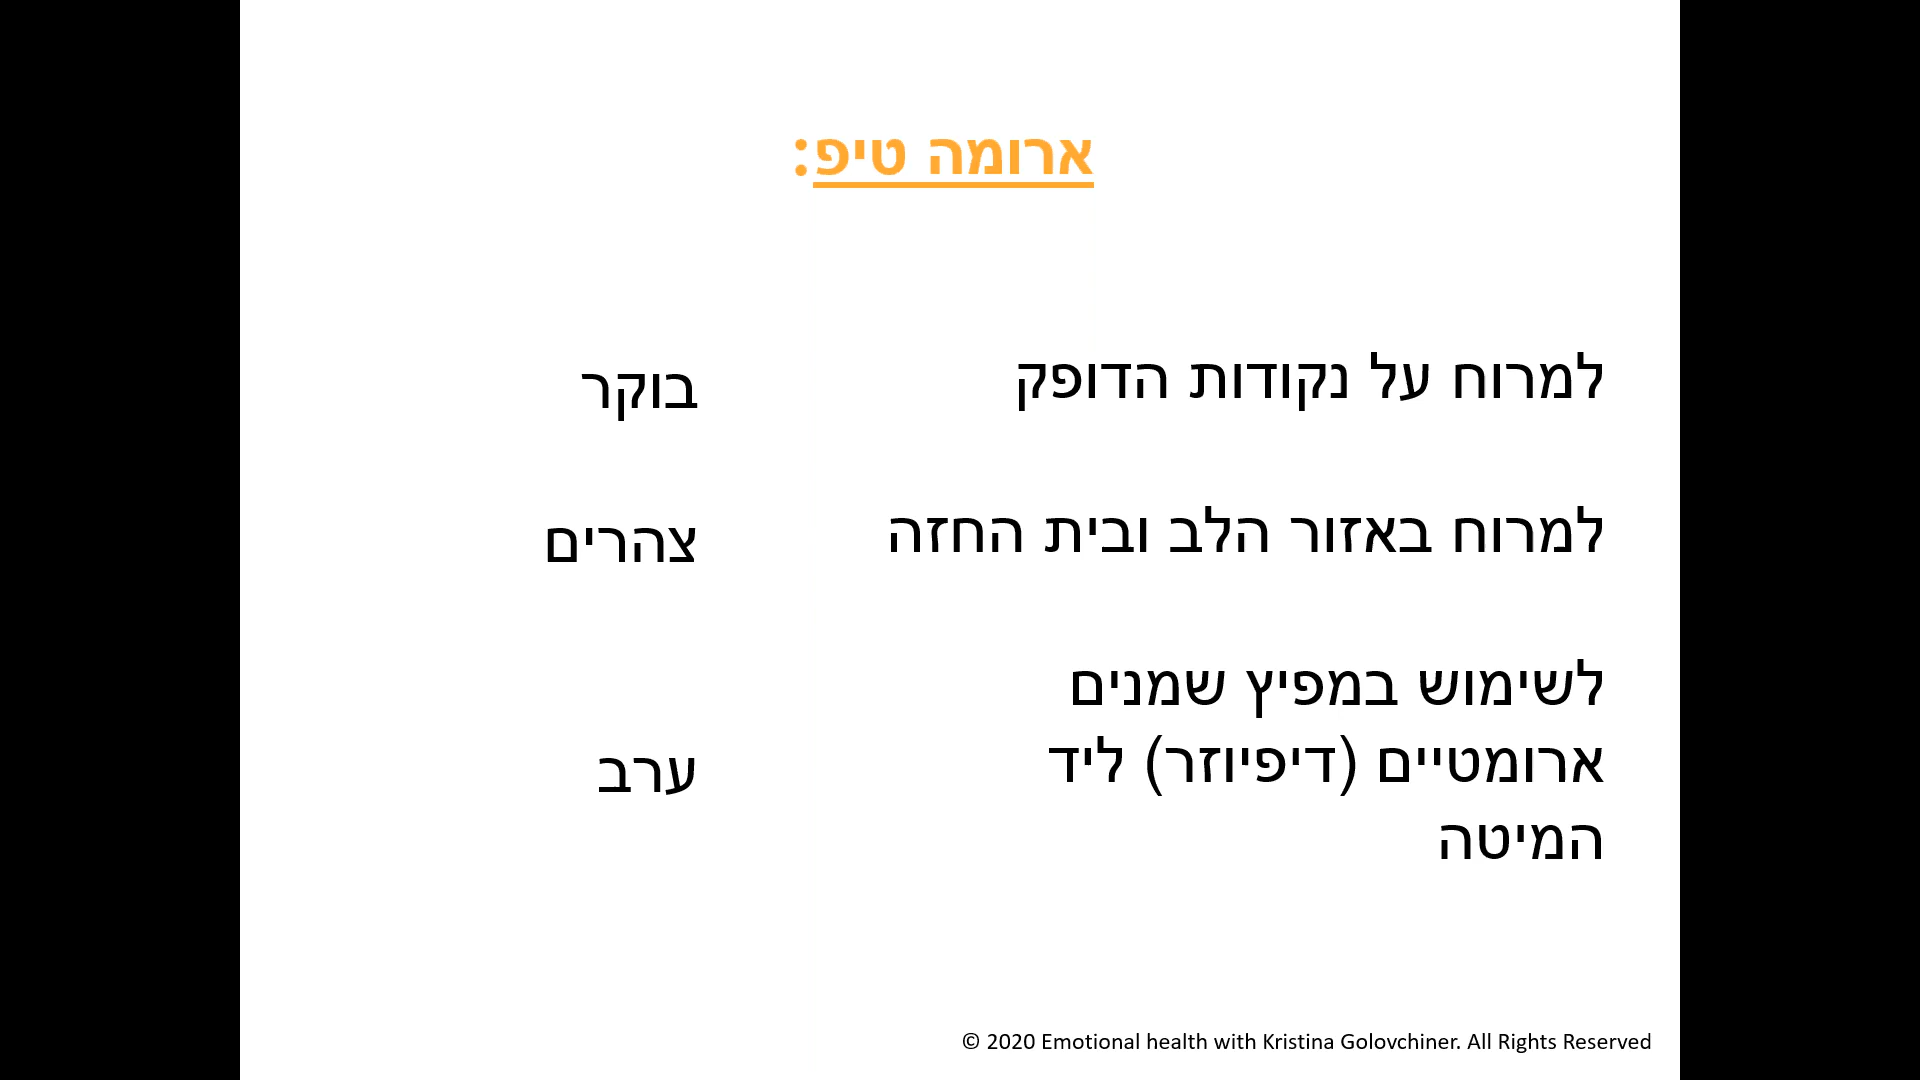 ארומה טיפ:
למרוח על נקודות הדופק
בוקר
למרוח באזור הלב ובית החזה
צהרים
לשימוש במפיץ שמנים
ארומטיים (דיפיוזר) ליד
המיטה
ערב
© 2020 Emotional health with Kristina Golovchiner. All Rights Reserved